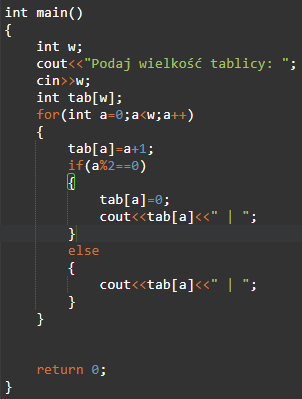 int main()
{
    int w;
    cout<<"Podaj wielkość tablicy: ";
    cin>>w;
    int tab[w];
    for(int a=0;a<w;a++)
    {
        tab[a]=a+1;
        if(a%2==0)
        {
            tab[a]=0;
            cout<<tab[a]<<" | ";
        }
        else
        {
            cout<<tab[a]<<" | ";
        }
    }


    return 0;
}